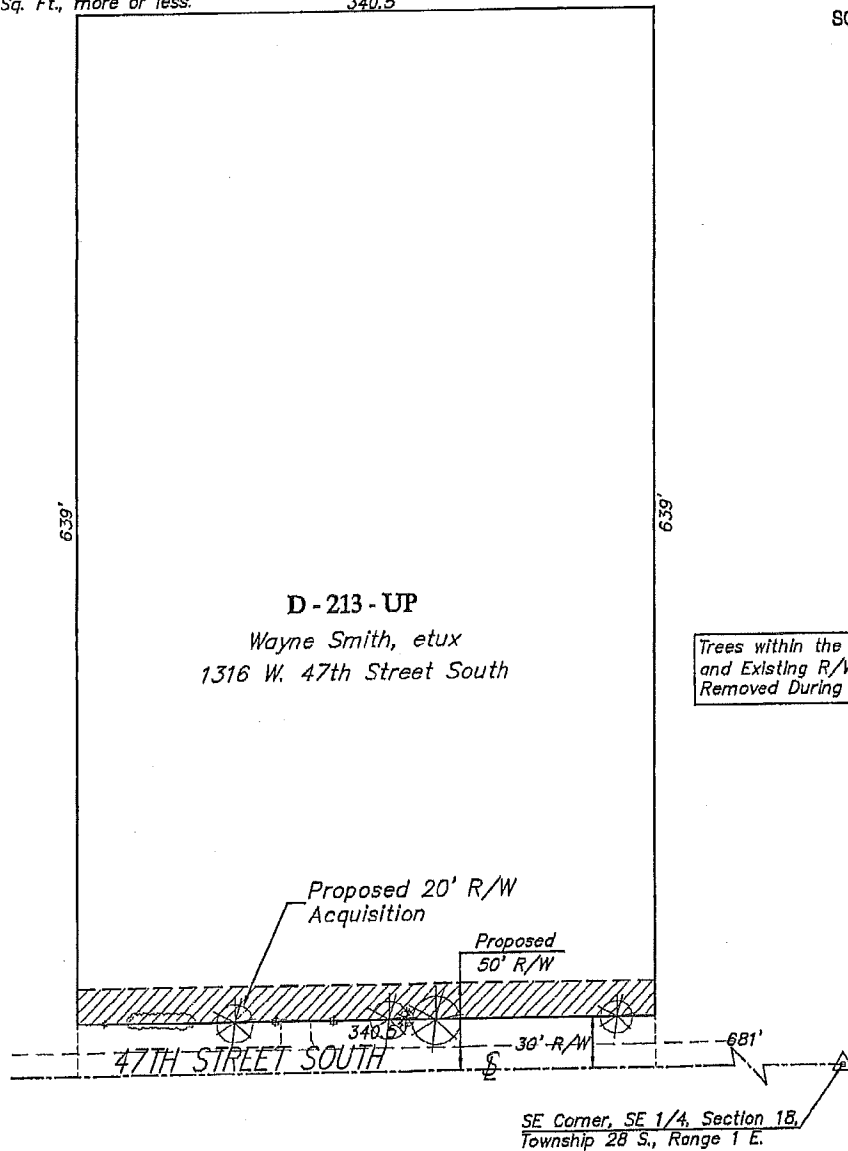 Sq. Ft., more or less.
340.5
SC
639'
639'
D - 213 - UP
Wayne Smith, etux
1316 W. 47th Street South
Trees within the
and Existing R/W
Removed During
Proposed 20' R/W
Acquisition
Proposed
50' R/W
340.5
30' R/W
681'
47TH STREET SOUTH
SE Corner, SE 1/4, Section 18,
Township 28 S., Range 1 E.